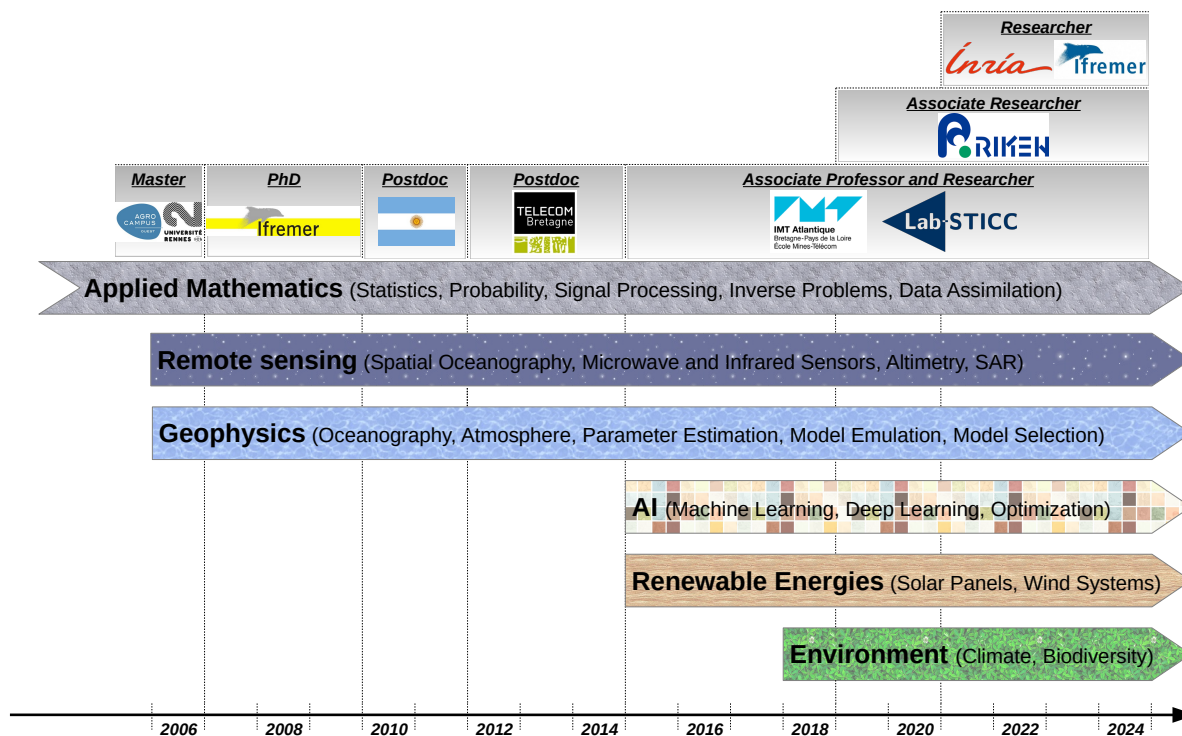 Researcher
Inría
Ifremer
Associate Researcher
RIKEN
Master
PhD
Postdoc
Postdoc
Associate Professor and Researcher
AGRO
CAMPUS
OUEST
UNIVERSITÉ
RENNES
2
Ifremer
TELECOM
Bretagne
IMT Atlantique
Bretagne-Pays de la Loire
École Mines-Télécom
Lab-STICC
Applied Mathematics (Statistics, Probability, Signal Processing, Inverse Problems, Data Assimilation)
Remote sensing (Spatial Oceanography, Microwave and Infrared Sensors, Altimetry, SAR)
Geophysics (Oceanography, Atmosphere, Parameter Estimation, Model Emulation, Model Selection)
AI (Machine Learning, Deep Learning, Optimization)
Renewable Energies (Solar Panels, Wind Systems)
Environment (Climate, Biodiversity)
2006 2008 2010 2012 2014 2016 2018 2020 2022 2024